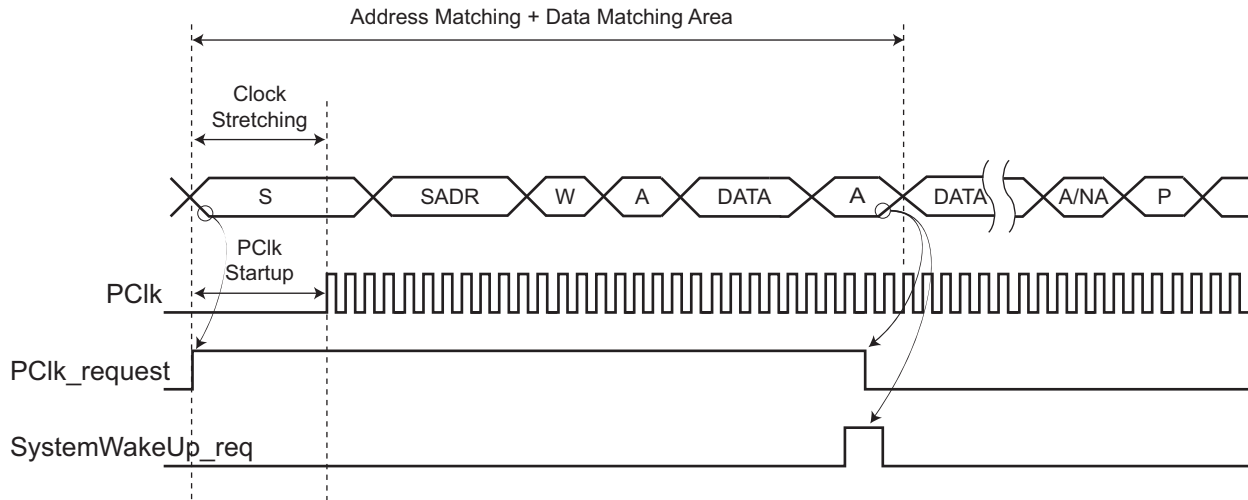 Address Matching + Data Matching Area
Clock
Stretching
S
SADR
W
A
DATA
A
DATA
A/NA
P
PClk
Startup
PClk
PClk_request
SystemWakeUp_req